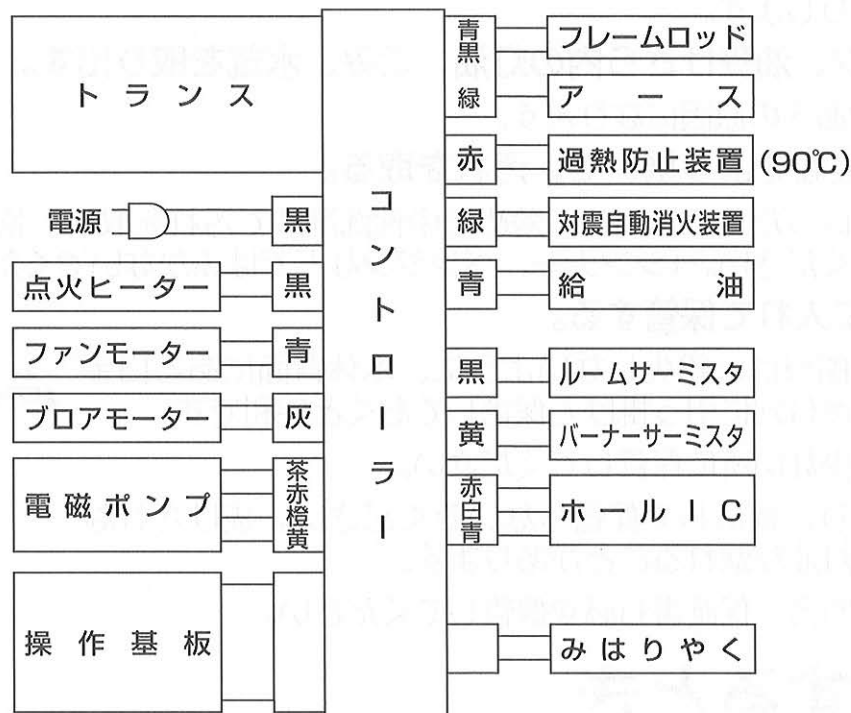 トランス
電源
黒
点火ヒーター
黒
ファンモーター
青
ブロアモーター
灰
電磁ポンプ
茶
赤
橙
黄
操作基板
コントローラー
青
黒
フレームロッド
緑
アース
赤
過熱防止装置 (90℃)
緑
対震自動消火装置
青
給油
黒
ルームサーミスタ
黄
バーナーサーミスタ
赤
白
青
ホールIC
みはりやく